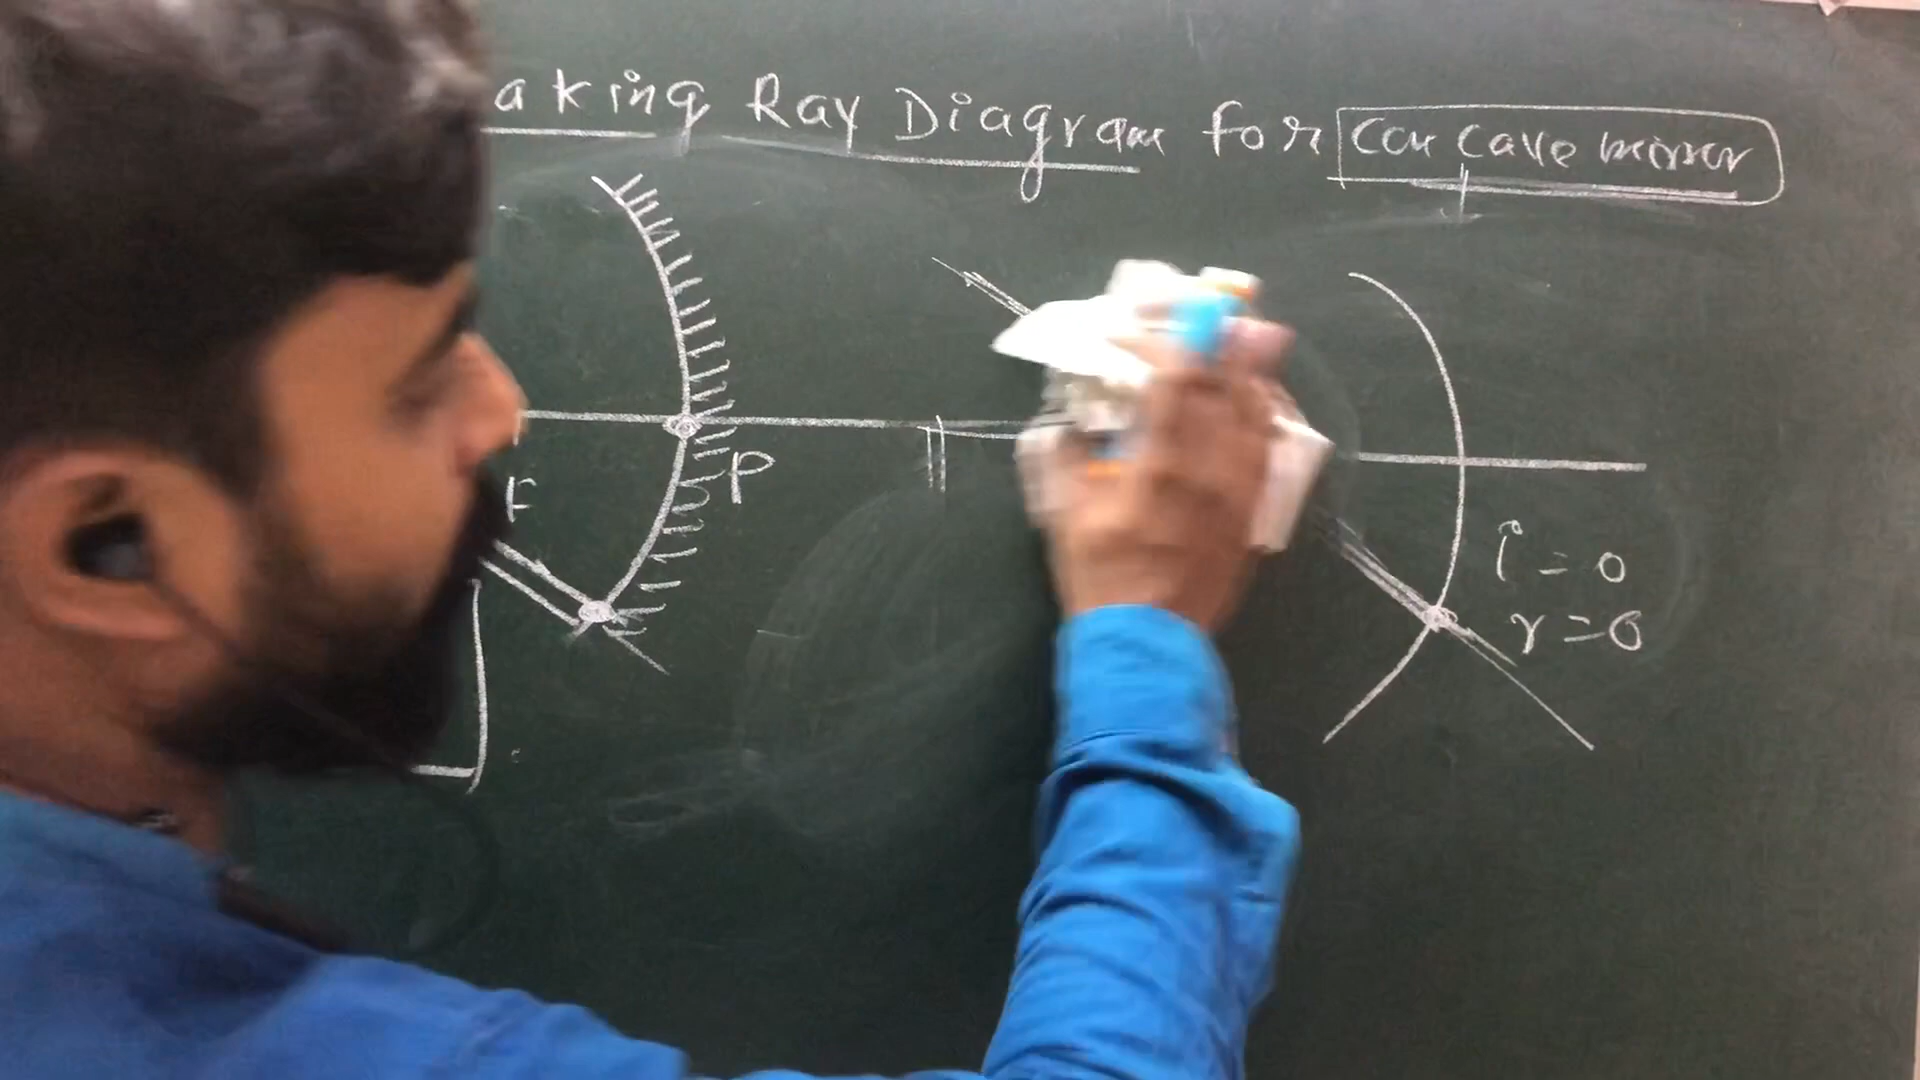 aking Ray Diagram for Concave mirror
F
P
i = 0
r = 0